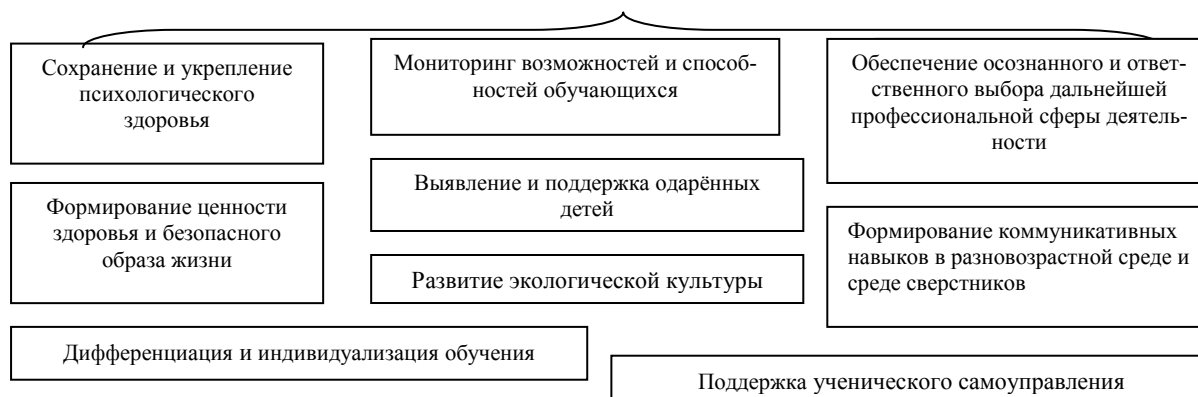 Сохранение и укрепление
психологического
здоровья
Мониторинг возможностей и способ-
ностей обучающихся
Обеспечение осознанного и ответ-
ственного выбора дальнейшей
профессиональной сферы деятель-
ности
Выявление и поддержка одарённых
детей
Формирование ценности
здоровья и безопасного
образа жизни
Формирование коммуникативных
навыков в разновозрастной среде и
среде сверстников
Развитие экологической культуры
Дифференциация и индивидуализация обучения
Поддержка ученического самоуправления